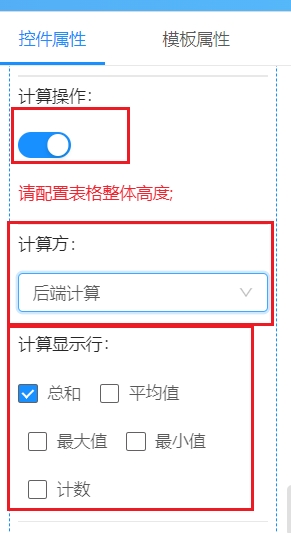 控件属性 模板属性
计算操作：
请配置表格整体高度;
计算方：
后端计算
计算显示行：
总和 平均值
最大值 最小值
计数